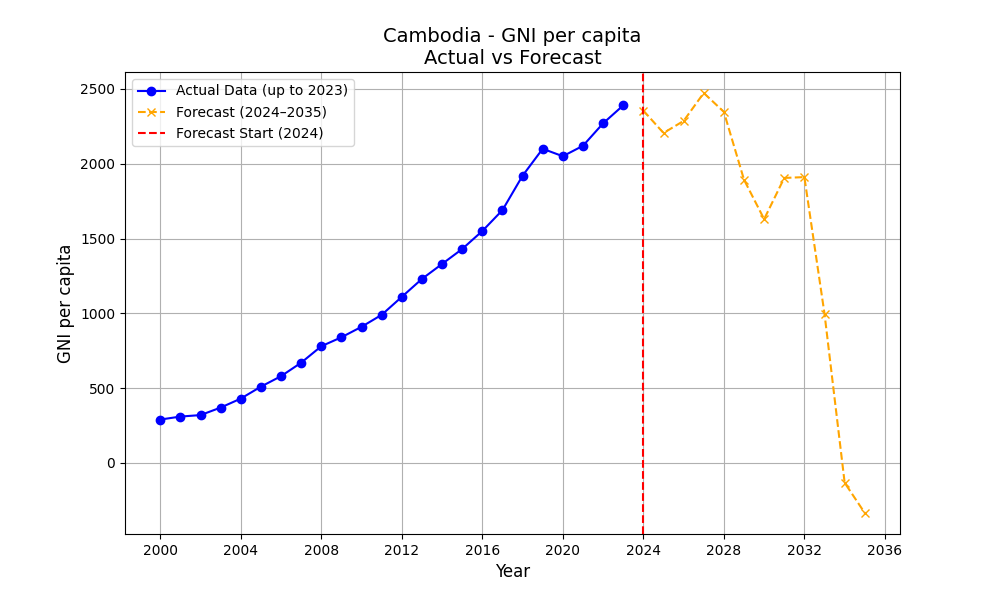 Cambodia - GNI per capita
Actual vs Forecast
Actual Data (up to 2023)
Forecast (2024–2035)
Forecast Start (2024)
GNI per capita
2500
2000
1500
1000
500
0
2000 2004 2008 2012 2016 2020 2024 2028 2032 2036
Year